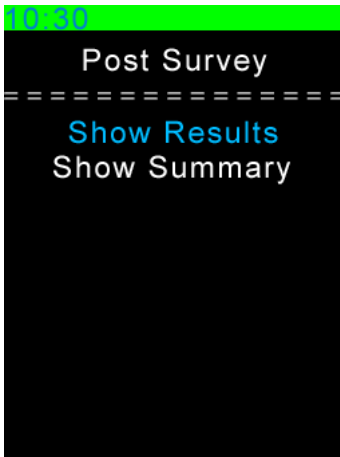 10:30
Post Survey
================
Show Results
Show Summary